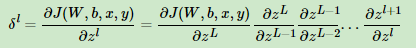 δ^l = ∂J(W, b, x, y)/∂z^l = ∂J(W, b, x, y)/∂z^L ∂z^L/∂z^{L−1} ∂z^{L−1}/∂z^{L−2} … ∂z^{l+1}/∂z^l